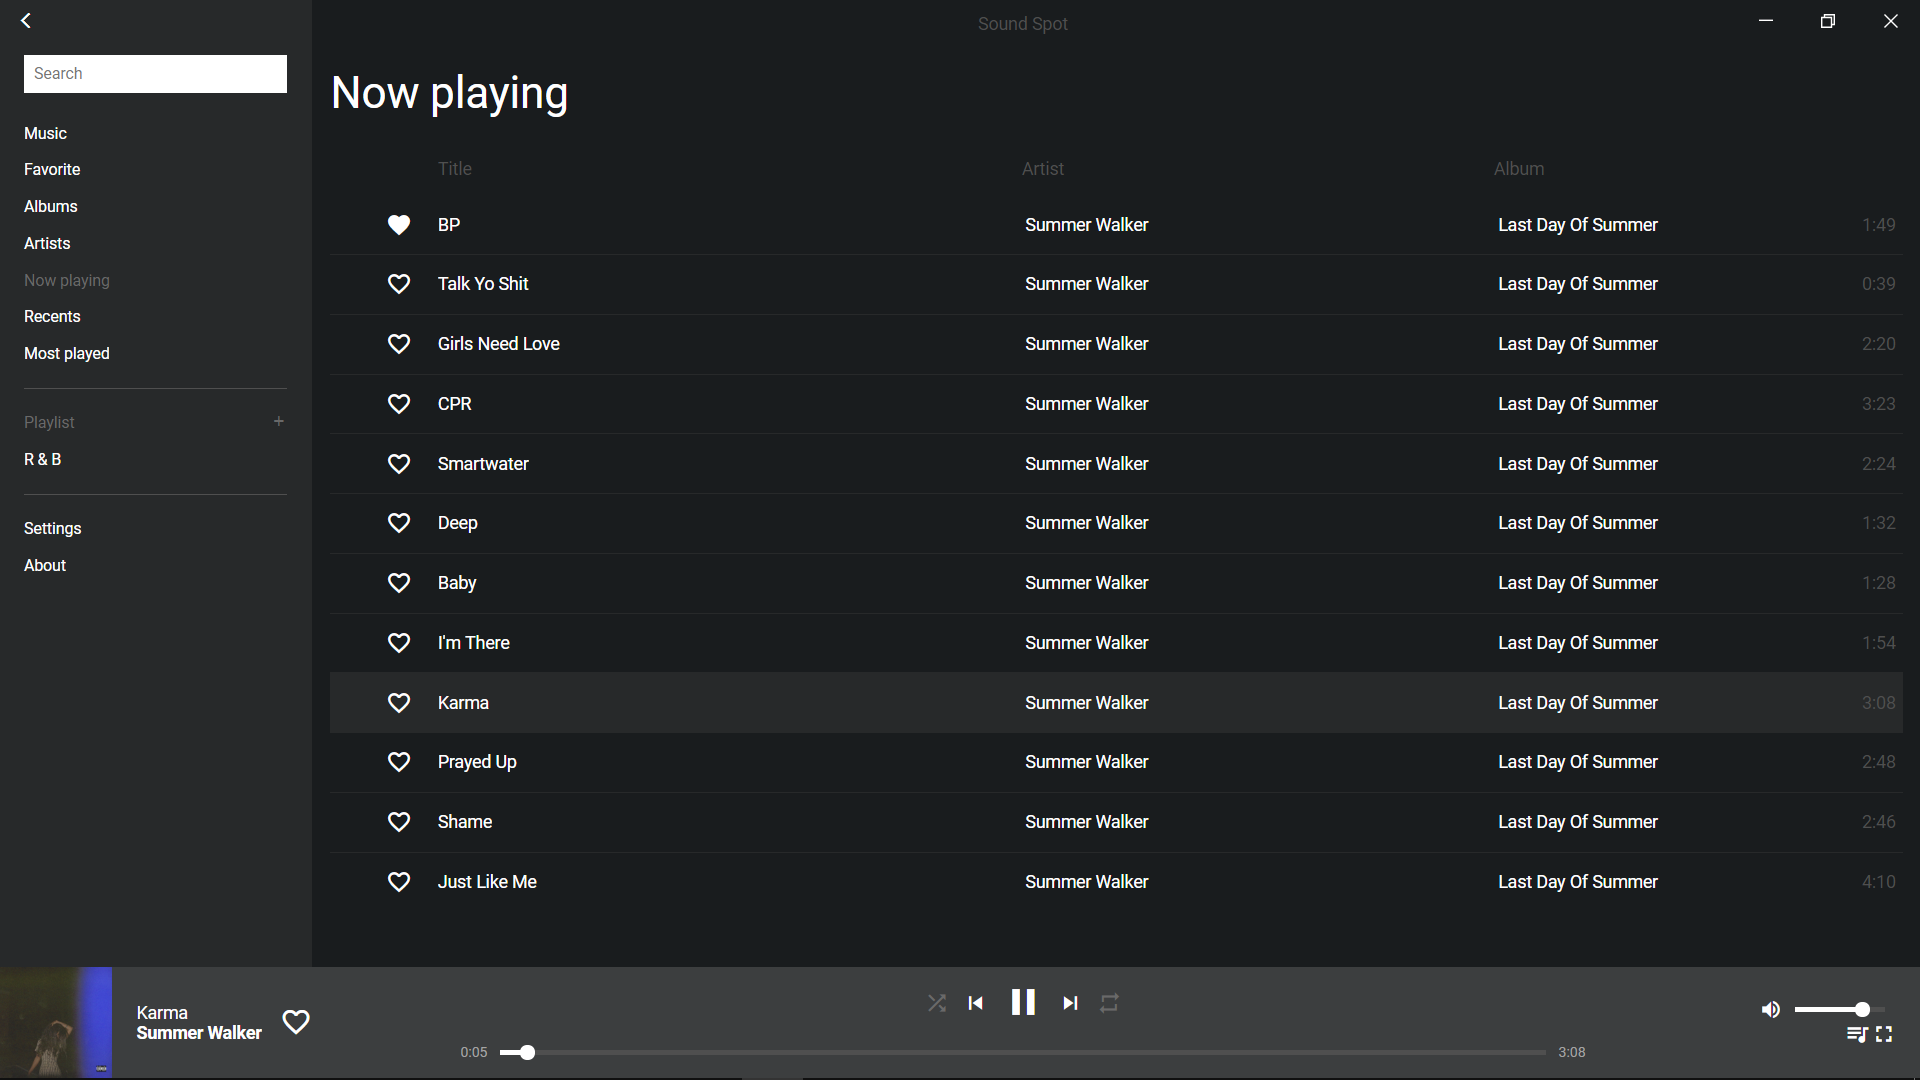 Sound Spot
Search
Music
Favorite
Albums
Artists
Now playing
Recents
Most played
Playlist +
R & B
Settings
About
Now playing
Title Artist Album
BP Summer Walker Last Day Of Summer 1:49
Talk Yo Shit Summer Walker Last Day Of Summer 0:39
Girls Need Love Summer Walker Last Day Of Summer 2:20
CPR Summer Walker Last Day Of Summer 3:23
Smartwater Summer Walker Last Day Of Summer 2:24
Deep Summer Walker Last Day Of Summer 1:32
Baby Summer Walker Last Day Of Summer 1:28
I'm There Summer Walker Last Day Of Summer 1:54
Karma Summer Walker Last Day Of Summer 3:08
Prayed Up Summer Walker Last Day Of Summer 2:48
Shame Summer Walker Last Day Of Summer 2:46
Just Like Me Summer Walker Last Day Of Summer 4:10
Karma
Summer Walker
0:05 3:08